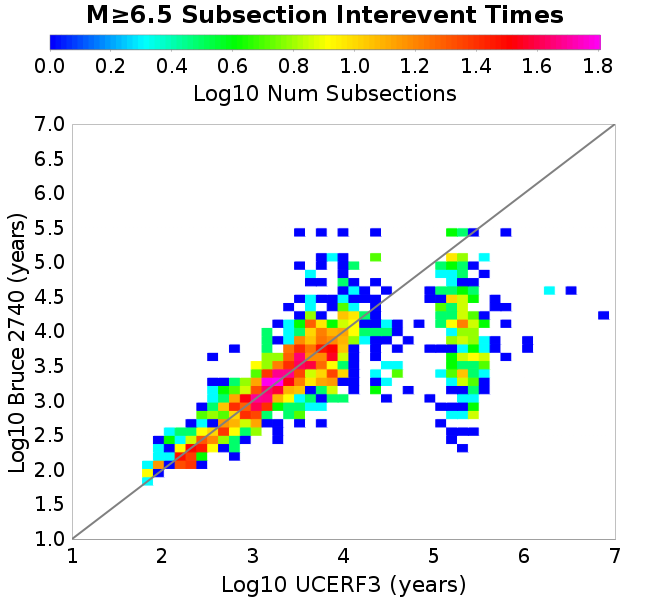 M≥6.5 Subsection Interevent Times
0.0 0.2 0.4 0.6 0.8 1.0 1.2 1.4 1.6 1.8
Log10 Num Subsections
Log10 Bruce 2740 (years)
7.0
6.5
6.0
5.5
5.0
4.5
4.0
3.5
3.0
2.5
2.0
1.5
1.0
1 2 3 4 5 6 7
Log10 UCERF3 (years)